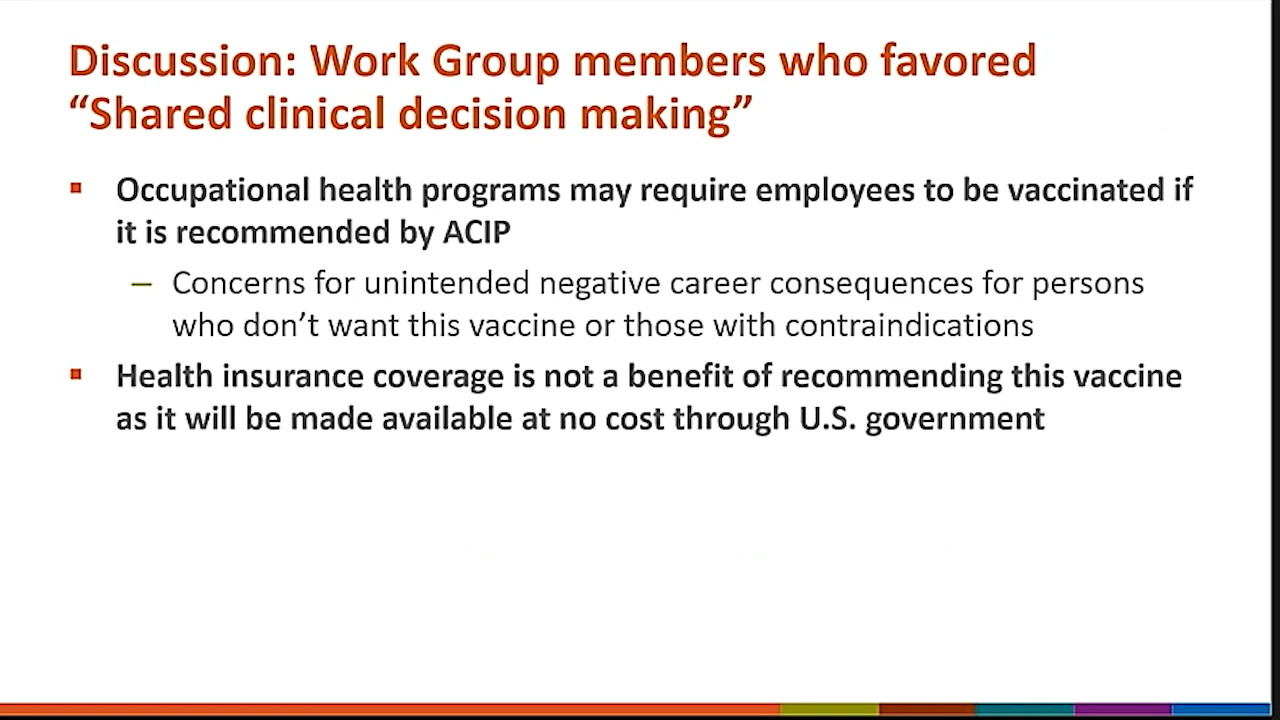 Discussion: Work Group members who favored
“Shared clinical decision making”
Occupational health programs may require employees to be vaccinated if
it is recommended by ACIP
– Concerns for unintended negative career consequences for persons
who don’t want this vaccine or those with contraindications
Health insurance coverage is not a benefit of recommending this vaccine
as it will be made available at no cost through U.S. government